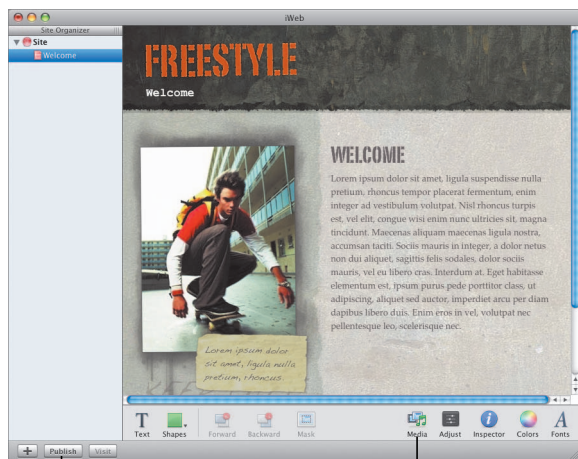 iWeb
Site Organizer
Site
Welcome
FREESTYLE
Welcome
WELCOME
Lorem ipsum dolor sit amet, ligula suspendisse nulla
pretium, rhoncus tempor placerat fermentum, enim
integer ad vestibulum volutpat. Nisl rhoncus turpis
est, vel elit, congue wisi enim nunc ultricies sit, magna
tincidunt. Maecenas aliquam maecenas ligula nostra,
accumsan taciti. Sociis mauris in integer, a dolor netus
non dui aliquet, sagittis felis sodales, dolor sociis
mauris, vel eu libero cras. Interdum at. Eget habitasse
elementum est, ipsum purus pede porttitor class, ut
adipiscing, aliquet sed auctor, imperdiet arcu per diam
dapibus libero duis. Enim eros in vel, volutpat nec
pellentesque leo, scelerisque nec.
Lorem ipsum dolor
sit amet, ligula nulla
pretium, rhoncus.
Text Shapes Forward Backward Mask Media Adjust Inspector Colors Fonts
Publish Visit